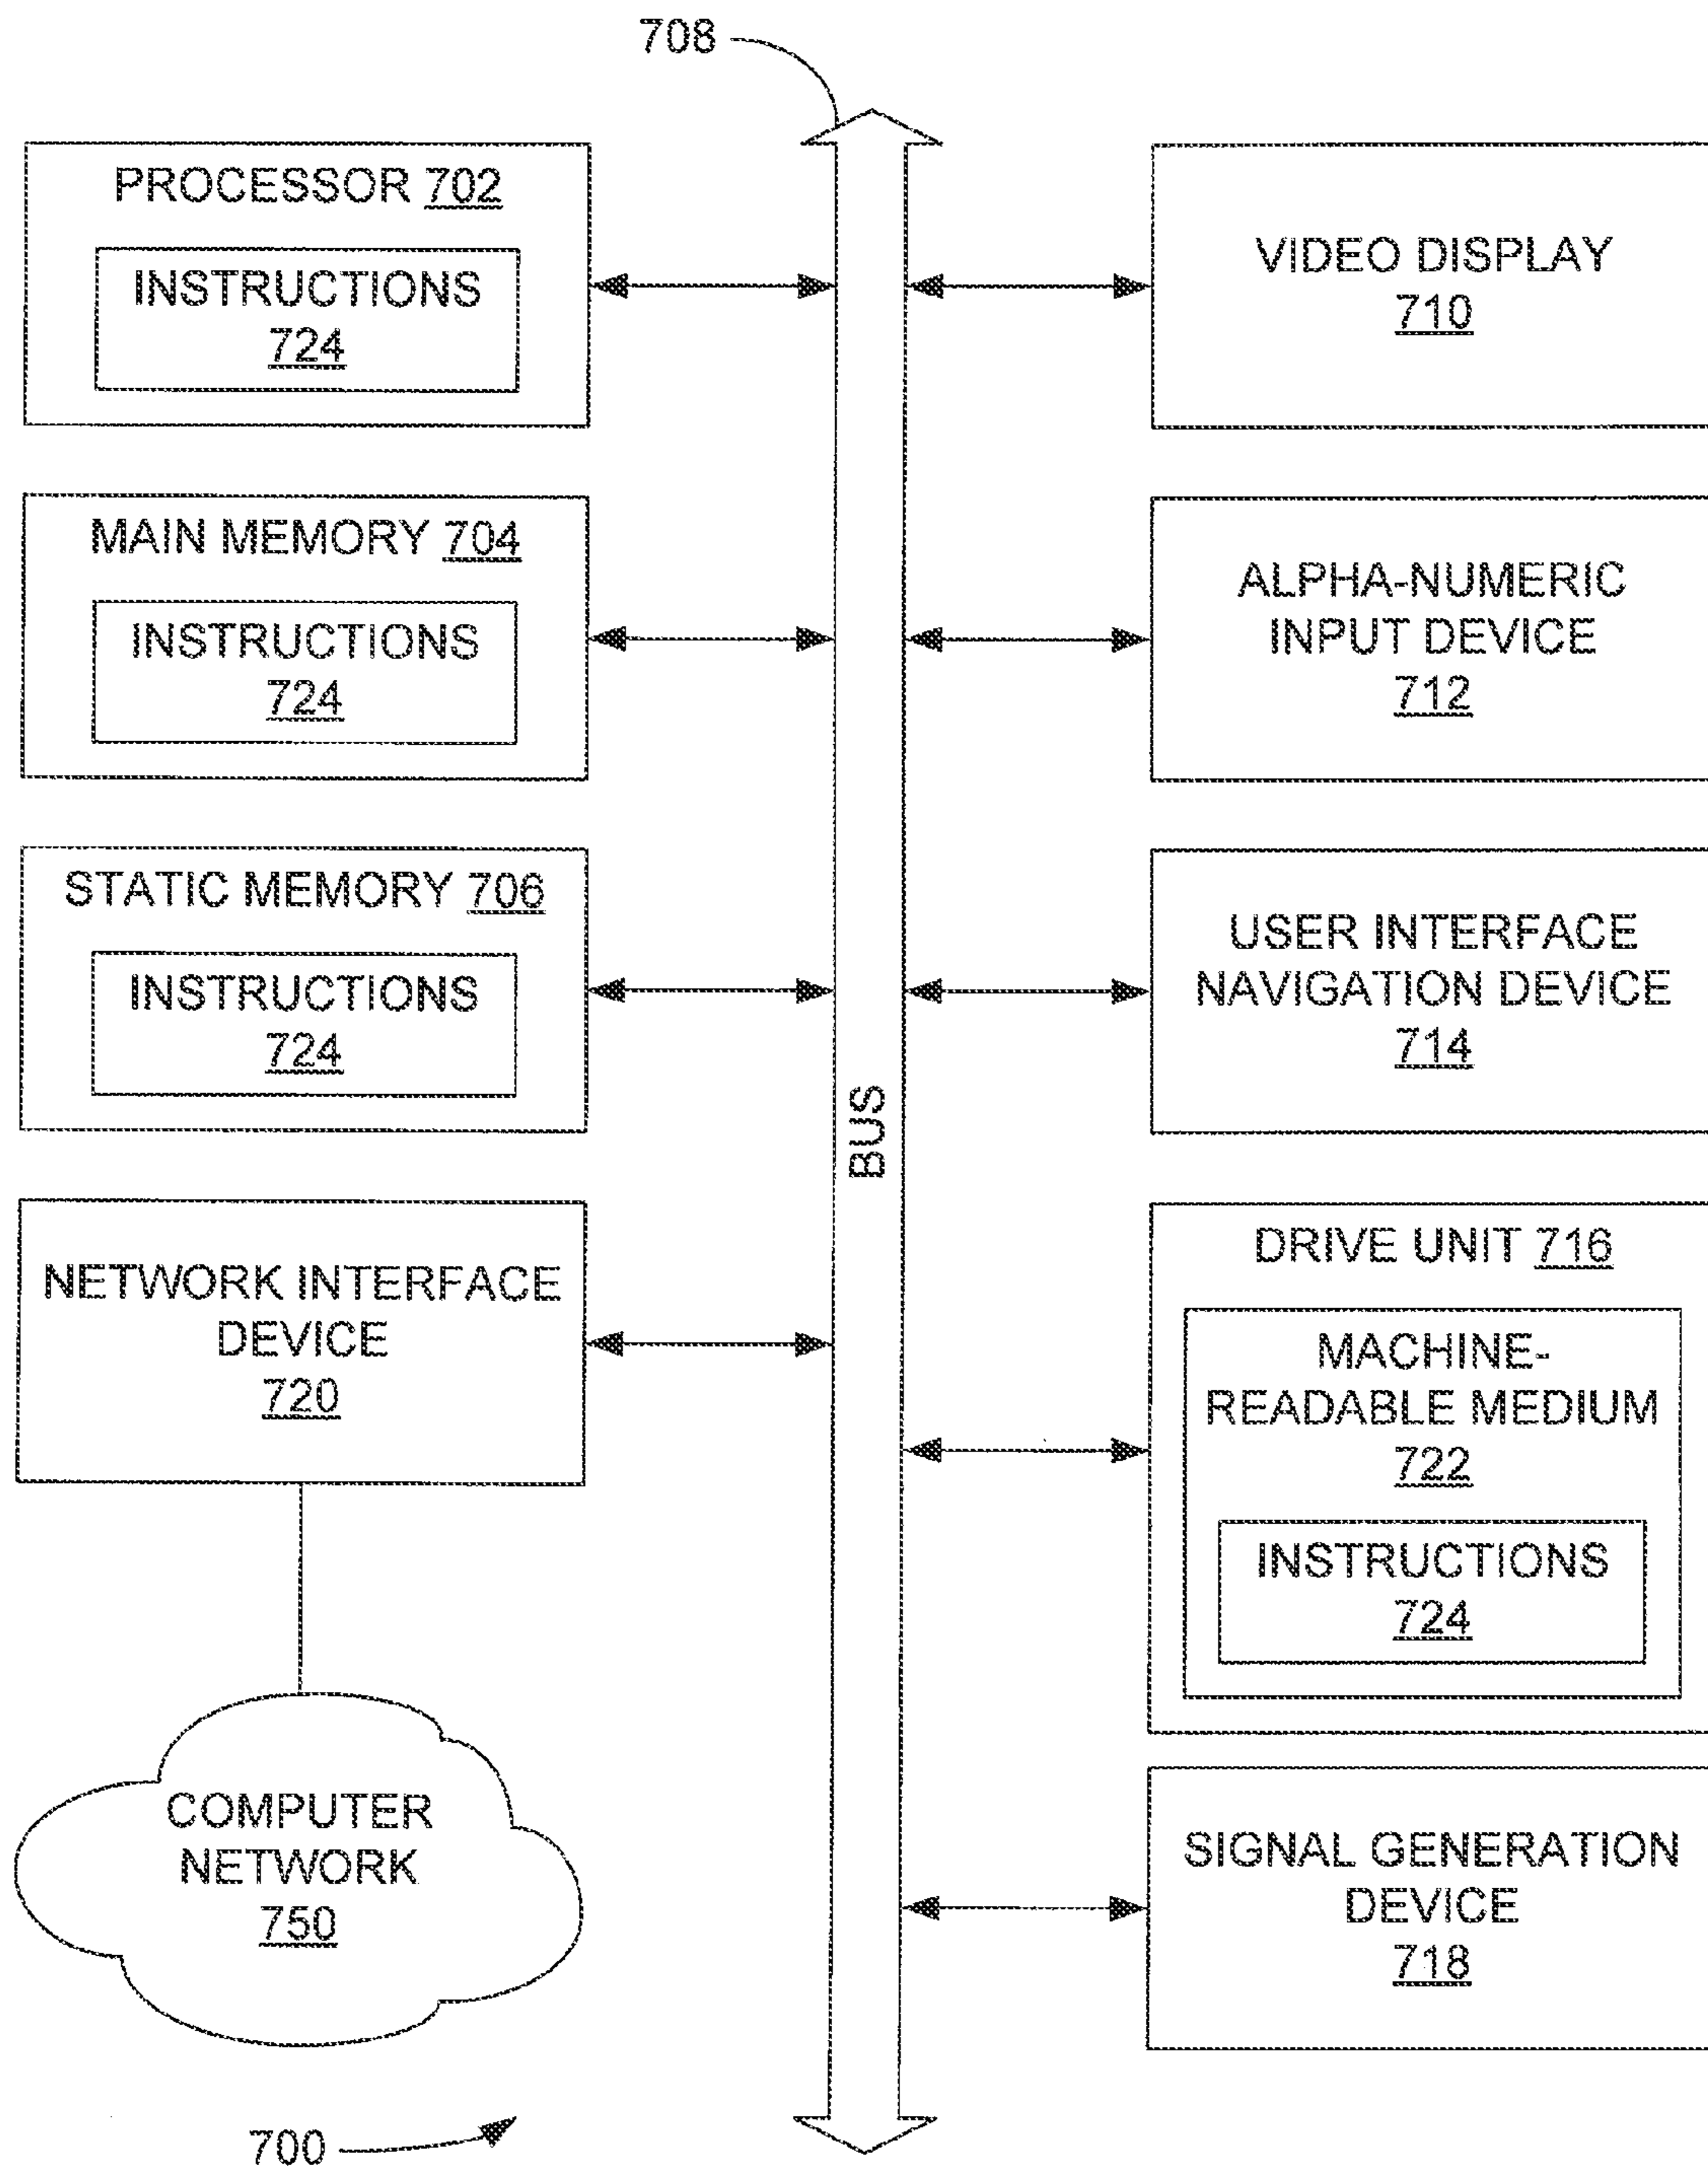 708
PROCESSOR 702
INSTRUCTIONS
724
MAIN MEMORY 704
INSTRUCTIONS
724
STATIC MEMORY 706
INSTRUCTIONS
724
NETWORK INTERFACE
DEVICE
720
COMPUTER
NETWORK
750
700
BUS
VIDEO DISPLAY
710
ALPHA-NUMERIC
INPUT DEVICE
712
USER INTERFACE
NAVIGATION DEVICE
714
DRIVE UNIT 716
MACHINE-
READABLE MEDIUM
722
INSTRUCTIONS
724
SIGNAL GENERATION
DEVICE
718